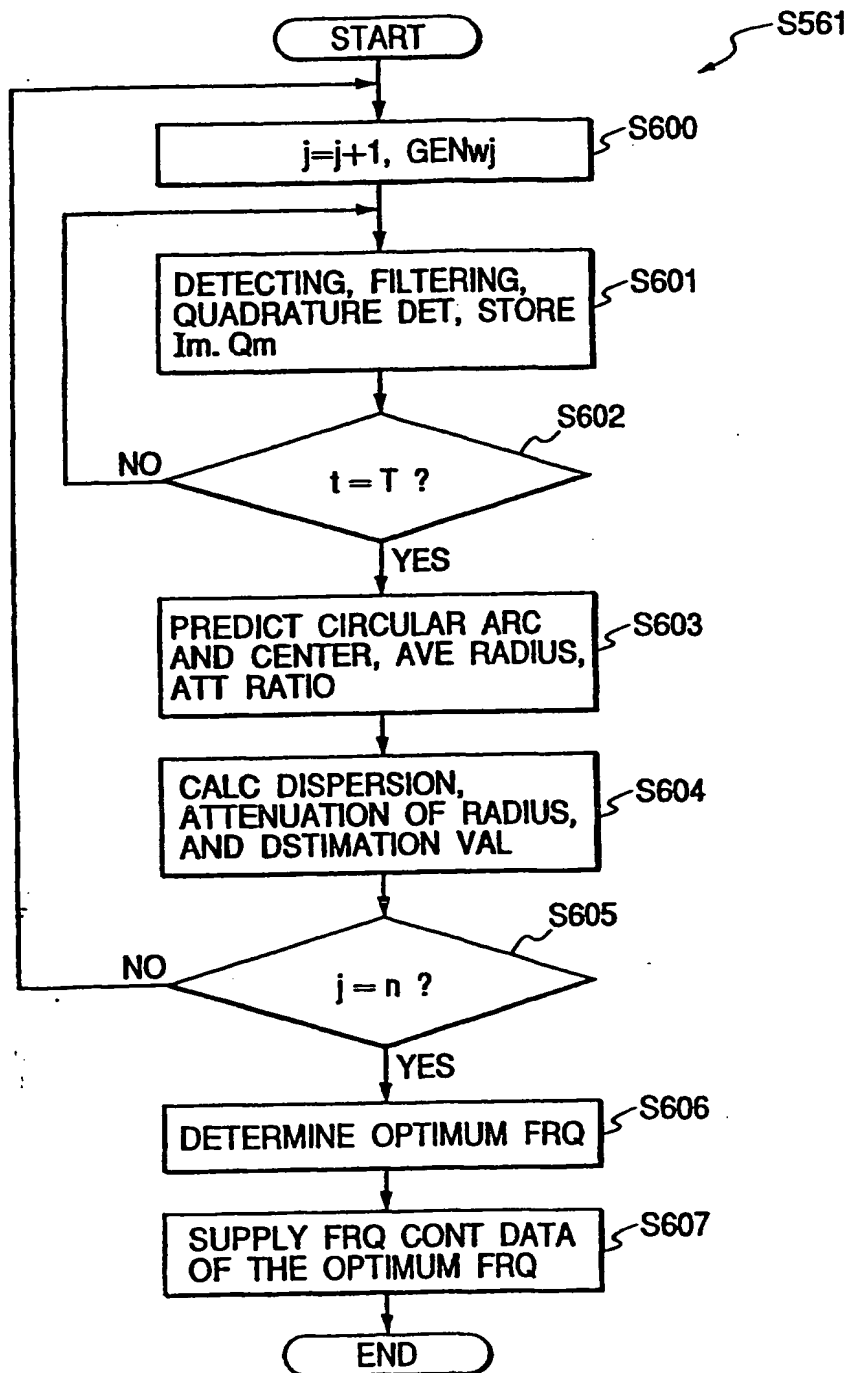 START
S561
j=j+1, GENwj
S600
DETECTING, FILTERING,
QUADRATURE DET, STORE
Im. Qm
S601
S602
NO
t = T ?
YES
PREDICT CIRCULAR ARC
AND CENTER, AVE RADIUS,
ATT RATIO
S603
CALC DISPERSION,
ATTENUATION OF RADIUS,
AND DSTIMATION VAL
S604
S605
NO
j = n ?
YES
DETERMINE OPTIMUM FRQ
S606
SUPPLY FRQ CONT DATA
OF THE OPTIMUM FRQ
S607
END